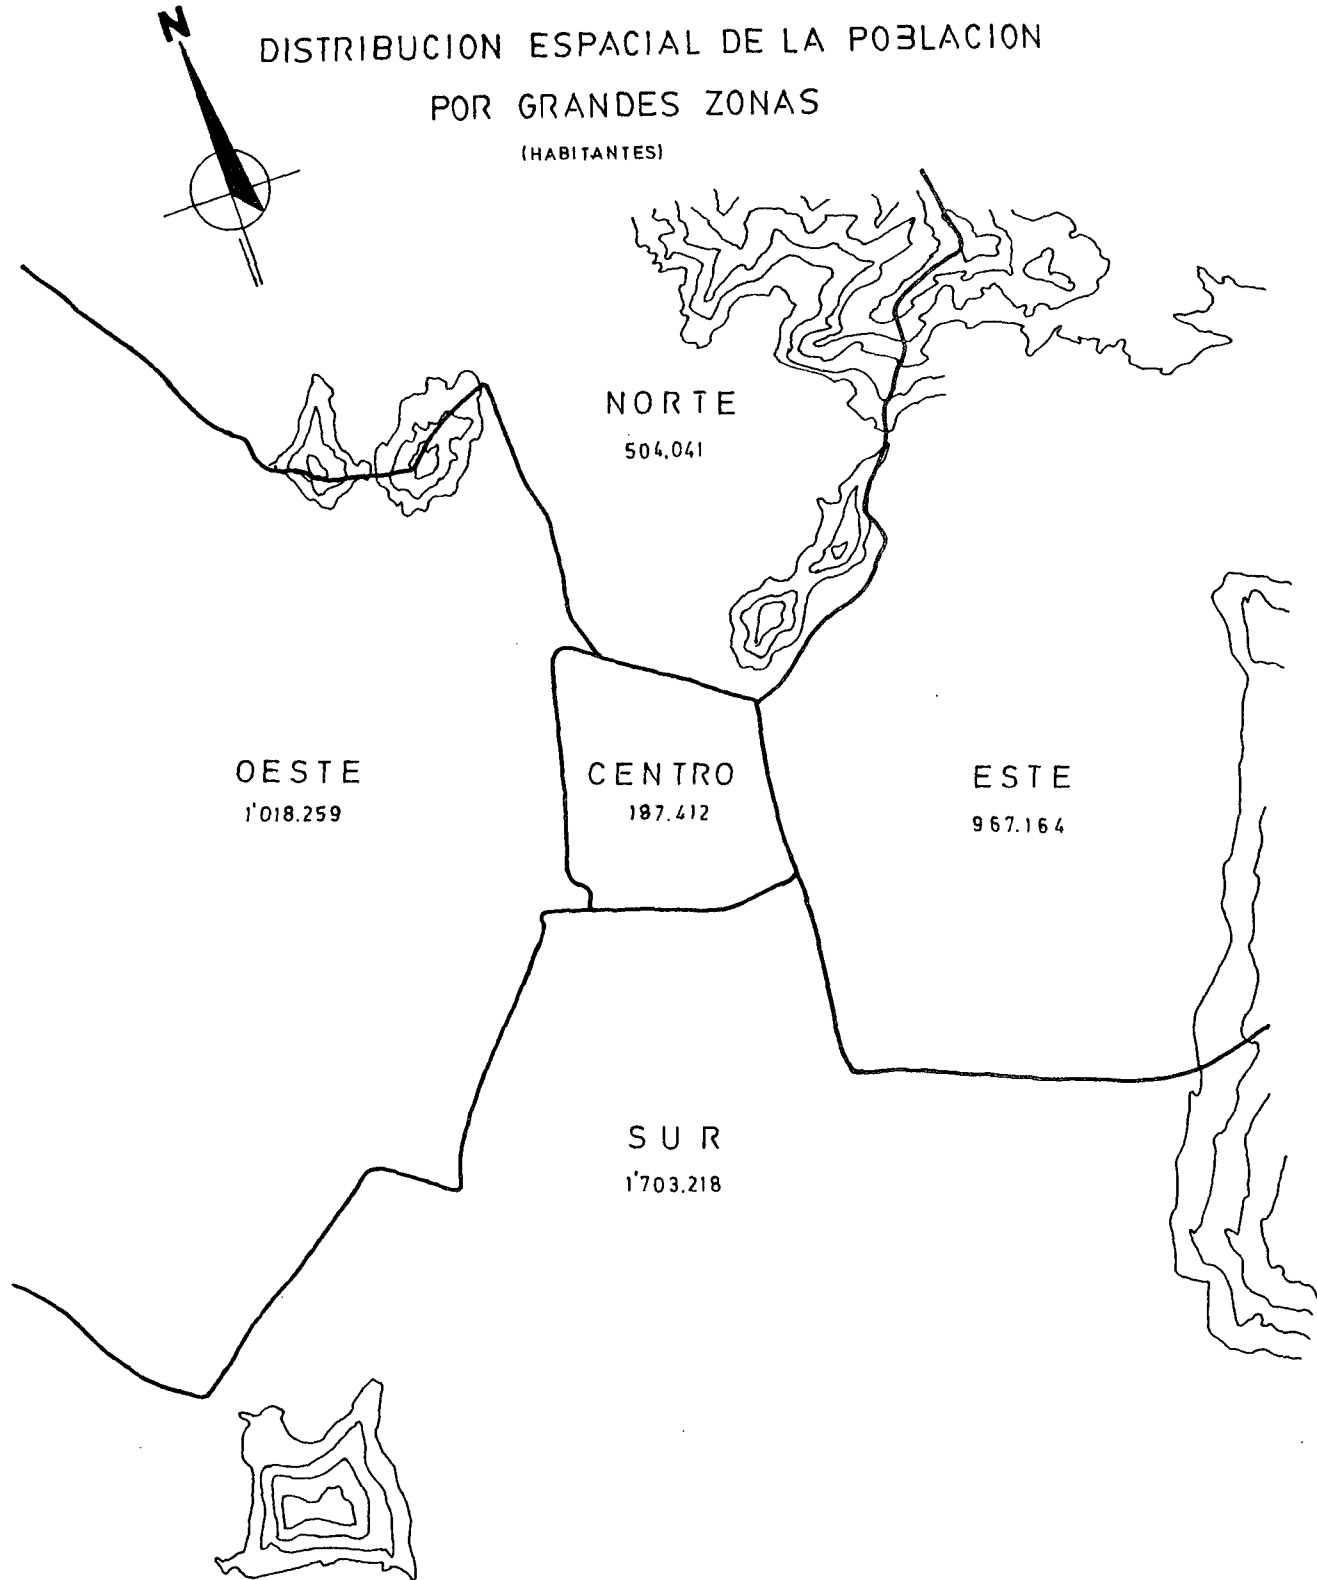 N
DISTRIBUCION ESPACIAL DE LA POBLACION
POR GRANDES ZONAS
(HABITANTES)
NORTE
504.041
OESTE
1'018.259
CENTRO
187.412
ESTE
967.164
SUR
1'703.218